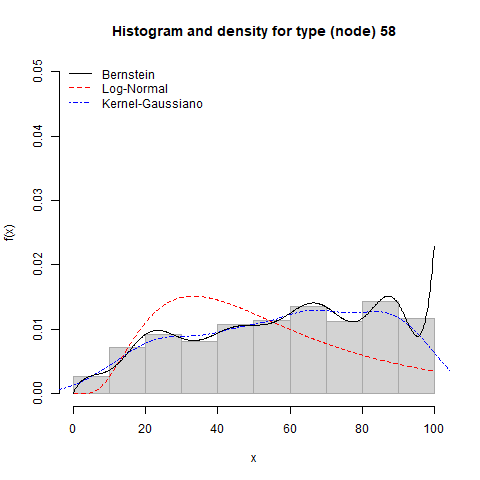 Histogram and density for type (node) 58
0.05
0.04
0.03
0.02
0.01
0.00
f(x)
Bernstein
Log-Normal
Kernel-Gaussiano
0 20 40 60 80 100
x